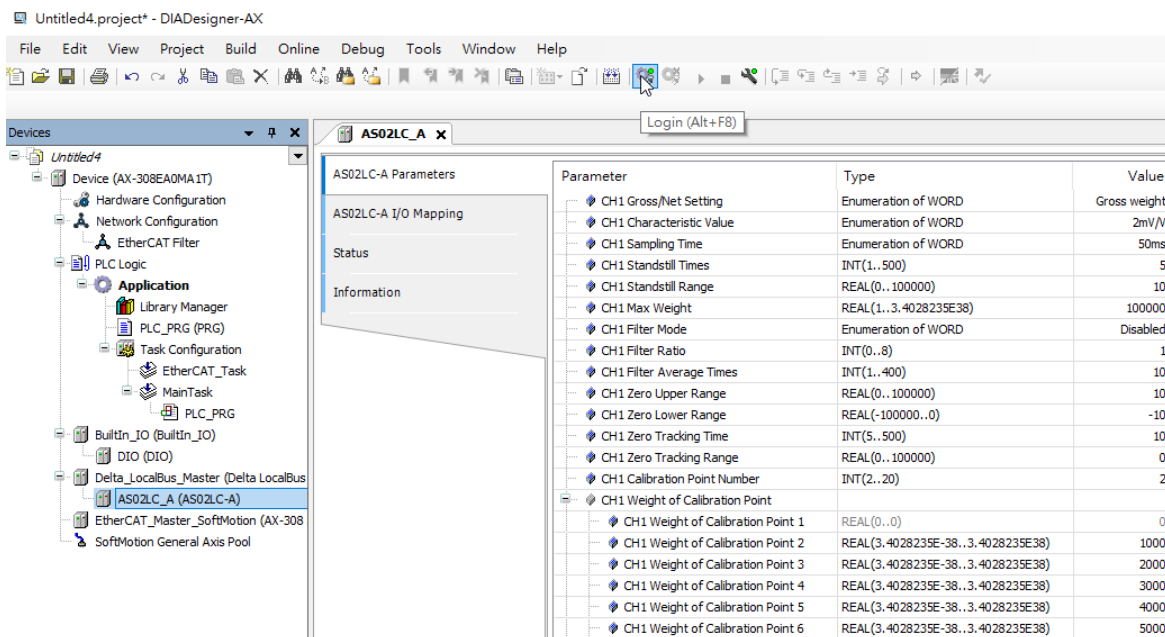 Untitled4.project* - DIADesigner-AX
File Edit View Project Build Online Debug Tools Window Help
Login (Alt+F8)
Devices
Untitled4
Device (AX-308EA0MA1T)
Hardware Configuration
Network Configuration
EtherCAT Filter
PLC Logic
Application
Library Manager
PLC_PRG (PRG)
Task Configuration
EtherCAT_Task
MainTask
PLC_PRG
BuiltIn_IO (BuiltIn_IO)
DIO (DIO)
Delta_LocalBus_Master (Delta LocalBus
AS02LC_A (AS02LC-A)
EtherCAT_Master_SoftMotion (AX-308
SoftMotion General Axis Pool
AS02LC_A
AS02LC-A Parameters
AS02LC-A I/O Mapping
Status
Information
Parameter Type Value
CH1 Gross/Net Setting Enumeration of WORD Gross weight
CH1 Characteristic Value Enumeration of WORD 2mV/V
CH1 Sampling Time Enumeration of WORD 50ms
CH1 Standstill Times INT(1..500) 5
CH1 Standstill Range REAL(0..100000) 10
CH1 Max Weight REAL(1..3.4028235E38) 100000
CH1 Filter Mode Enumeration of WORD Disabled
CH1 Filter Ratio INT(0..8) 1
CH1 Filter Average Times INT(1..400) 10
CH1 Zero Upper Range REAL(0..100000) 10
CH1 Zero Lower Range REAL(-100000..0) -10
CH1 Zero Tracking Time INT(5..500) 10
CH1 Zero Tracking Range REAL(0..100000) 0
CH1 Calibration Point Number INT(2..20) 2
CH1 Weight of Calibration Point
CH1 Weight of Calibration Point 1 REAL(0..0) 0
CH1 Weight of Calibration Point 2 REAL(3.4028235E-38..3.4028235E38) 1000
CH1 Weight of Calibration Point 3 REAL(3.4028235E-38..3.4028235E38) 2000
CH1 Weight of Calibration Point 4 REAL(3.4028235E-38..3.4028235E38) 3000
CH1 Weight of Calibration Point 5 REAL(3.4028235E-38..3.4028235E38) 4000
CH1 Weight of Calibration Point 6 REAL(3.4028235E-38..3.4028235E38) 5000